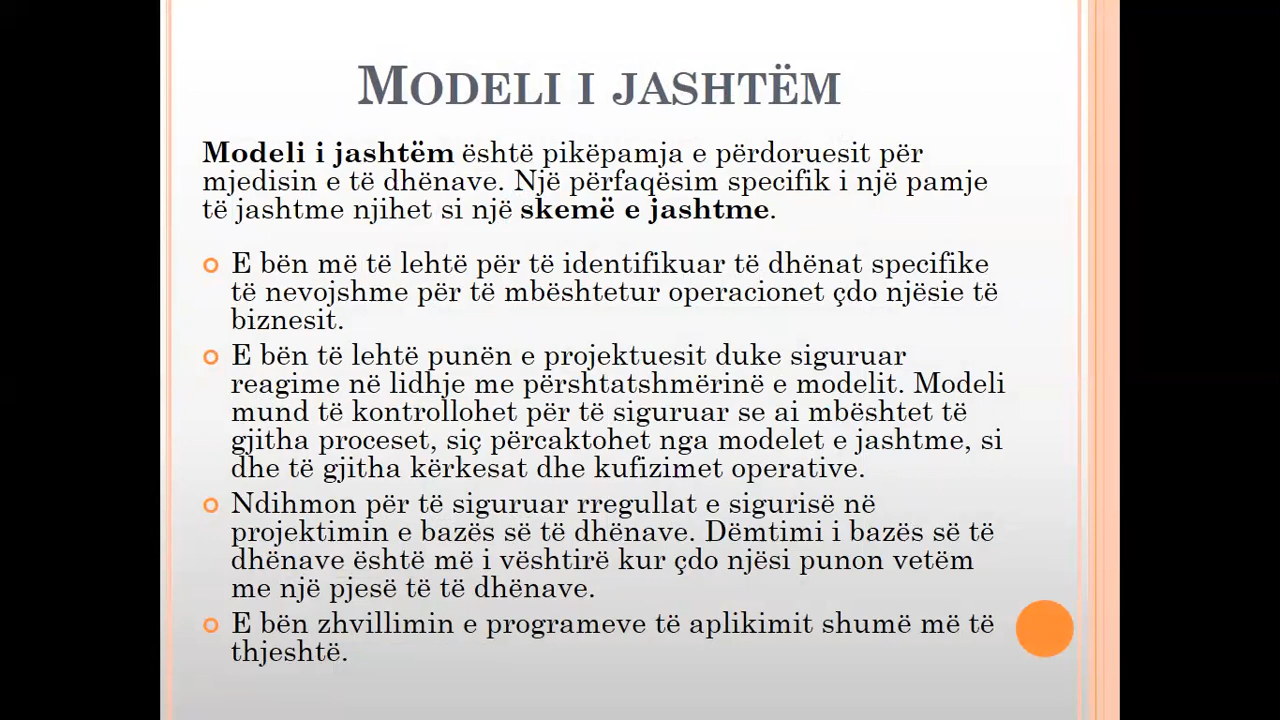 MODELI I JASHTËM
Modeli i jashtëm është pikëpamja e përdoruesit për
mjedisin e të dhënave. Një përfaqësim specifik i një pamje
të jashtme njihet si një skemë e jashtme.
E bën më të lehtë për të identifikuar të dhënat specifike
të nevojshme për të mbështetur operacionet çdo njësie të
biznesit.
E bën të lehtë punën e projektuesit duke siguruar
reagime në lidhje me përshtatshmërinë e modelit. Modeli
mund të kontrollohet për të siguruar se ai mbështet të
gjitha proceset, siç përcaktohet nga modelet e jashtme, si
dhe të gjitha kërkesat dhe kufizimet operative.
Ndihmon për të siguruar rregullat e sigurisë në
projektimin e bazës së të dhënave. Dëmtimi i bazës së të
dhënave është më i vështirë kur çdo njësi punon vetëm
me një pjesë të të dhënave.
E bën zhvillimin e programeve të aplikimit shumë më të
thjeshtë.